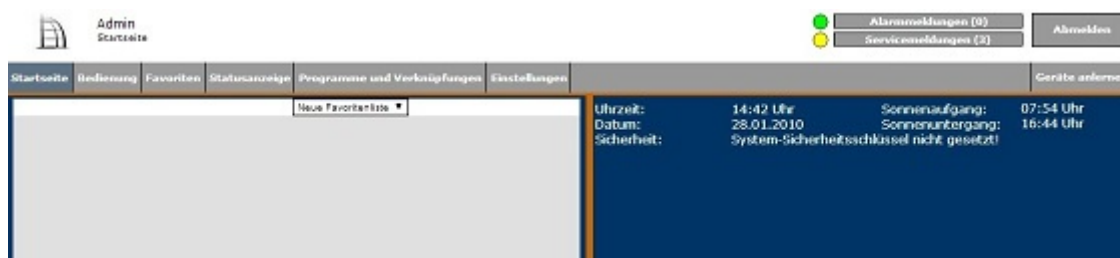 Admin
Startseite
Alarmmeldungen (0)
Servicemeldungen (3)
Abmelden
Startseite Bedienung Favoriten Statusanzeige Programme und Verknüpfungen Einstellungen Geräte anlerne
Neue Favoritenliste
Uhrzeit: 14:42 Uhr Sonnenaufgang: 07:54 Uhr
Datum: 28.01.2010 Sonnenuntergang: 16:44 Uhr
Sicherheit: System-Sicherheitsschlüssel nicht gesetzt!